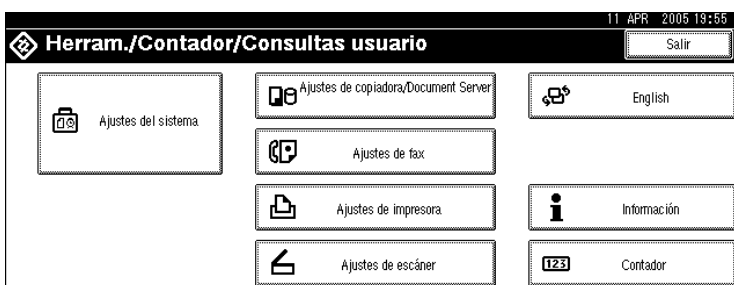 11 APR 2005 19:55
Herram./Contador/Consultas usuario
Salir
Ajustes del sistema
Ajustes de copiadora/Document Server
English
Ajustes de fax
Ajustes de impresora
Información
Ajustes de escáner
123
Contador